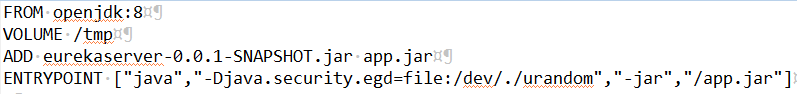 FROM openjdk:8
VOLUME /tmp
ADD eurekaserver-0.0.1-SNAPSHOT.jar app.jar
ENTRYPOINT ["java","-Djava.security.egd=file:/dev/./urandom","-jar","/app.jar"]